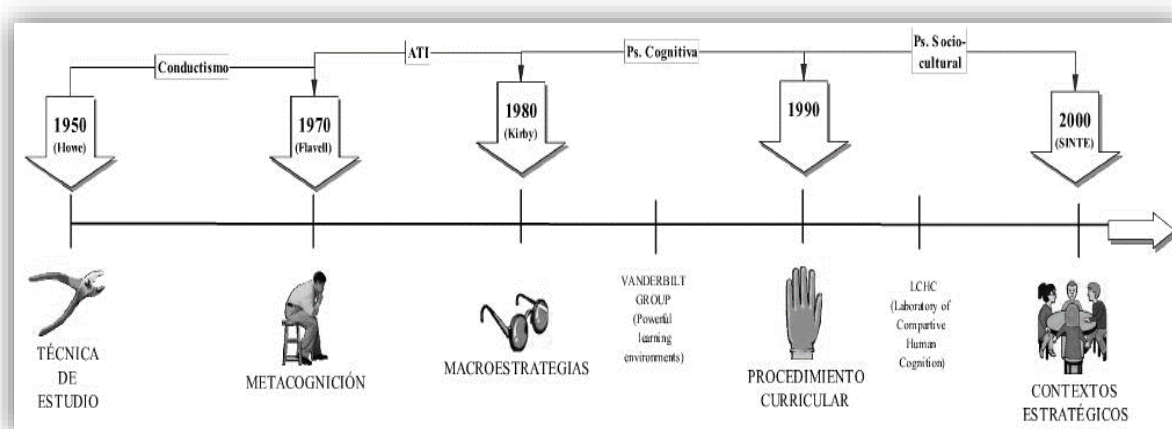 Conductismo
ATI
Ps. Cognitiva
Ps. Socio-
cultural
1950
(Howe)
1970
(Flavell)
1980
(Kirby)
1990
2000
(SINTE)
TÉCNICA
DE
ESTUDIO
METACOGNICIÓN
MACROESTRATEGIAS
VANDERBILT
GROUP
(Powerful
learning
environments)
PROCEDIMIENTO
CURRICULAR
LCHC
(Laboratory of
Compartive
Human
Cognition)
CONTEXTOS
ESTRATÉGICOS